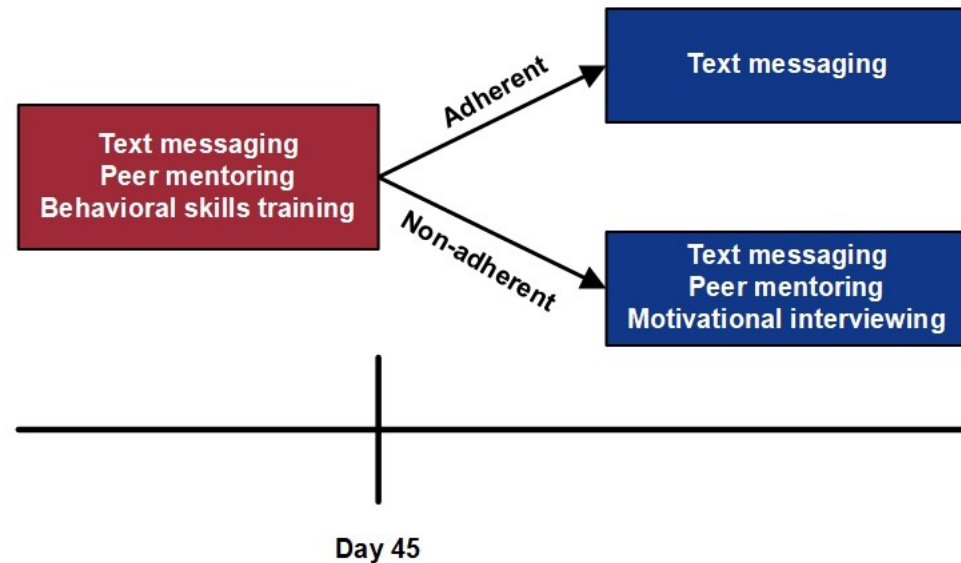 Text messaging
Peer mentoring
Behavioral skills training
Adherent
Non-adherent
Text messaging
Text messaging
Peer mentoring
Motivational interviewing
Day 45